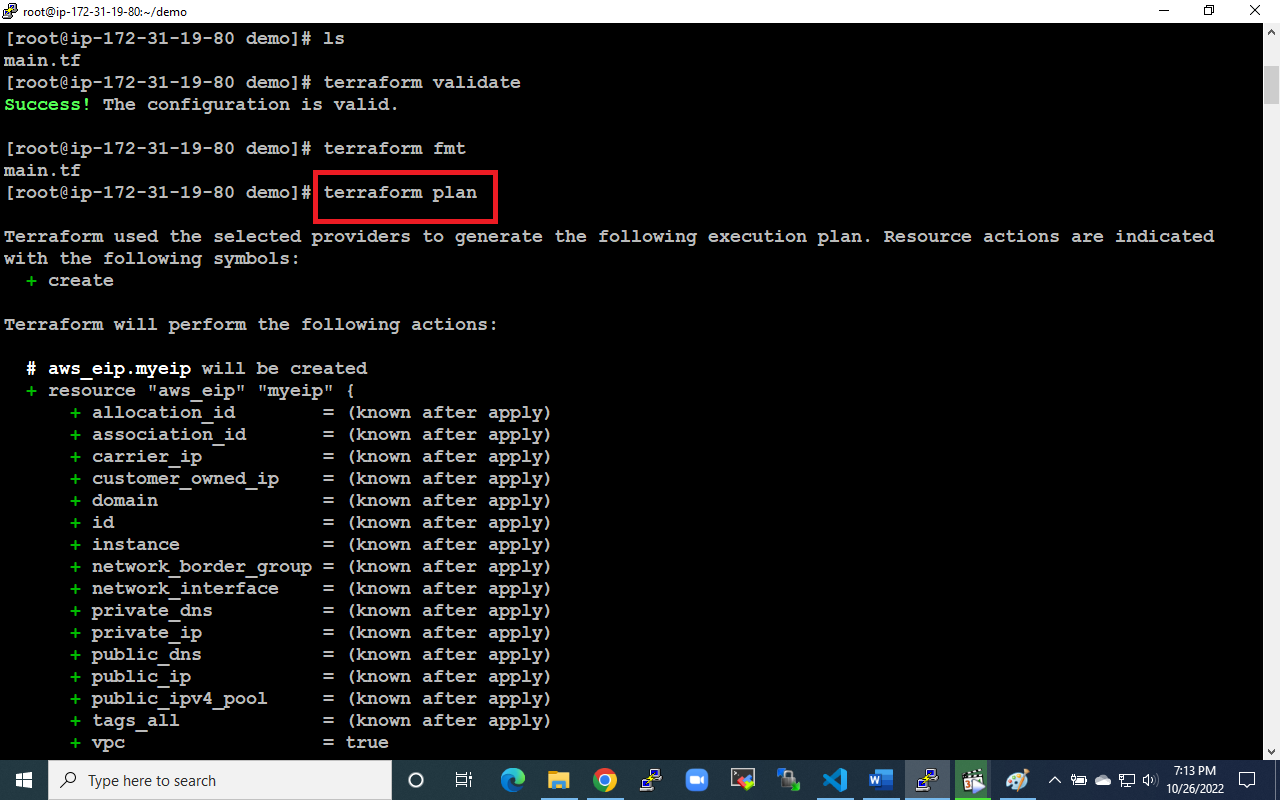 root@ip-172-31-19-80:~/demo
[root@ip-172-31-19-80 demo]# ls
main.tf
[root@ip-172-31-19-80 demo]# terraform validate
Success! The configuration is valid.
[root@ip-172-31-19-80 demo]# terraform fmt
main.tf
[root@ip-172-31-19-80 demo]# terraform plan
Terraform used the selected providers to generate the following execution plan. Resource actions are indicated
with the following symbols:
  + create
Terraform will perform the following actions:
  # aws_eip.myeip will be created
  + resource "aws_eip" "myeip" {
      + allocation_id        = (known after apply)
      + association_id       = (known after apply)
      + carrier_ip           = (known after apply)
      + customer_owned_ip    = (known after apply)
      + domain               = (known after apply)
      + id                   = (known after apply)
      + instance             = (known after apply)
      + network_border_group = (known after apply)
      + network_interface    = (known after apply)
      + private_dns          = (known after apply)
      + private_ip           = (known after apply)
      + public_dns           = (known after apply)
      + public_ip            = (known after apply)
      + public_ipv4_pool     = (known after apply)
      + tags_all             = (known after apply)
      + vpc                  = true
Type here to search
7:13 PM
10/26/2022